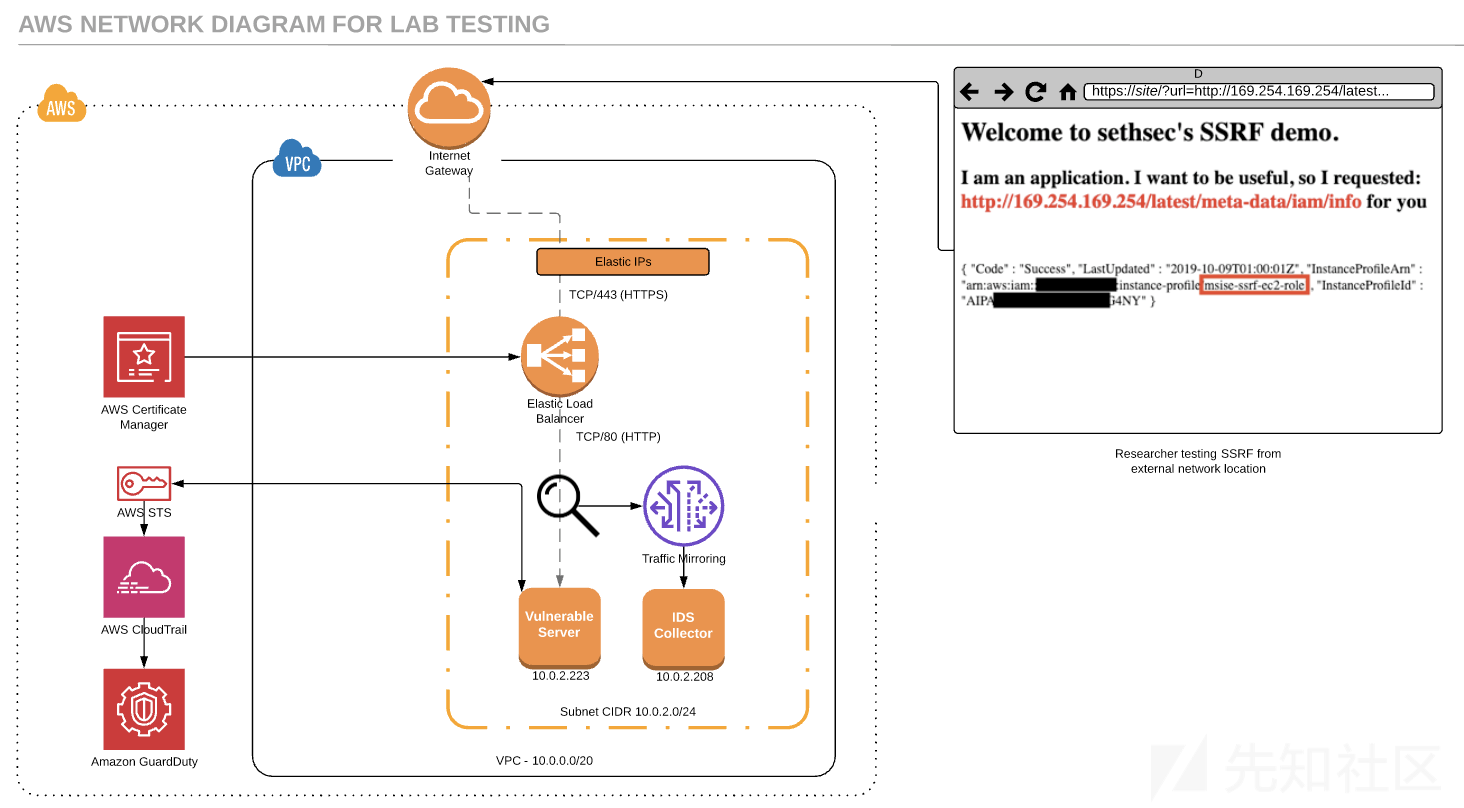 AWS NETWORK DIAGRAM FOR LAB TESTING
AWS
Internet
Gateway
VPC
Elastic IPs
TCP/443 (HTTPS)
AWS Certificate
Manager
Elastic Load
Balancer
TCP/80 (HTTP)
AWS STS
Traffic Mirroring
AWS CloudTrail
Vulnerable
Server
10.0.2.223
IDS
Collector
10.0.2.208
Subnet CIDR 10.0.2.0/24
Amazon GuardDuty
VPC - 10.0.0.0/20
D
https://site/?url=http://169.254.169.254/latest...
Welcome to sethsec's SSRF demo.
I am an application. I want to be useful, so I requested:
http://169.254.169.254/latest/meta-data/iam/info for you
{ "Code" : "Success", "LastUpdated" : "2019-10-09T01:00:01Z", "InstanceProfileArn" :
"arn:aws:iam:: :instance-profile msise-ssrf-ec2-role , "InstanceProfileId" :
"AIPA G4NY" }
Researcher testing SSRF from
external network location
先知社区